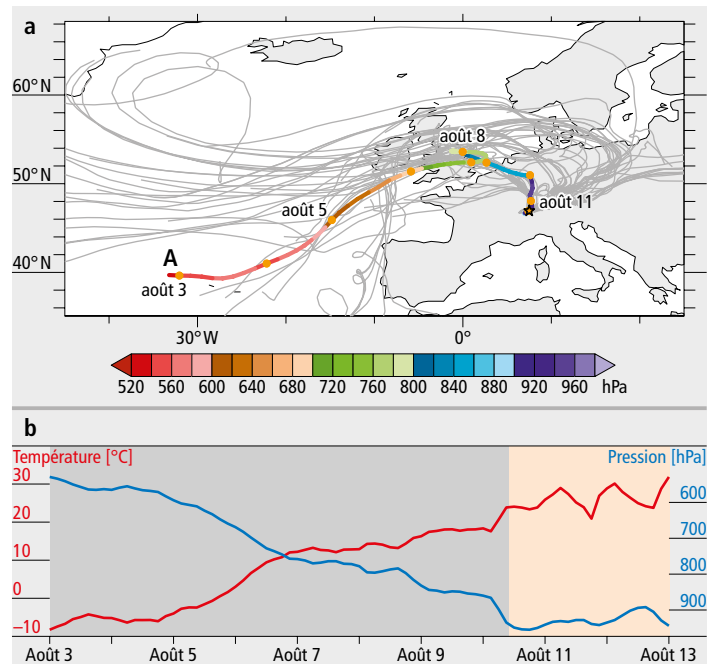 a
60°N
50°N
40°N
août 8
août 5
août 11
A
août 3
30°W
0°
520 560 600 640 680 720 760 800 840 880 920 960 hPa
b
Température [°C]
Pression [hPa]
30
20
10
0
−10
600
700
800
900
Août 3 Août 5 Août 7 Août 9 Août 11 Août 13